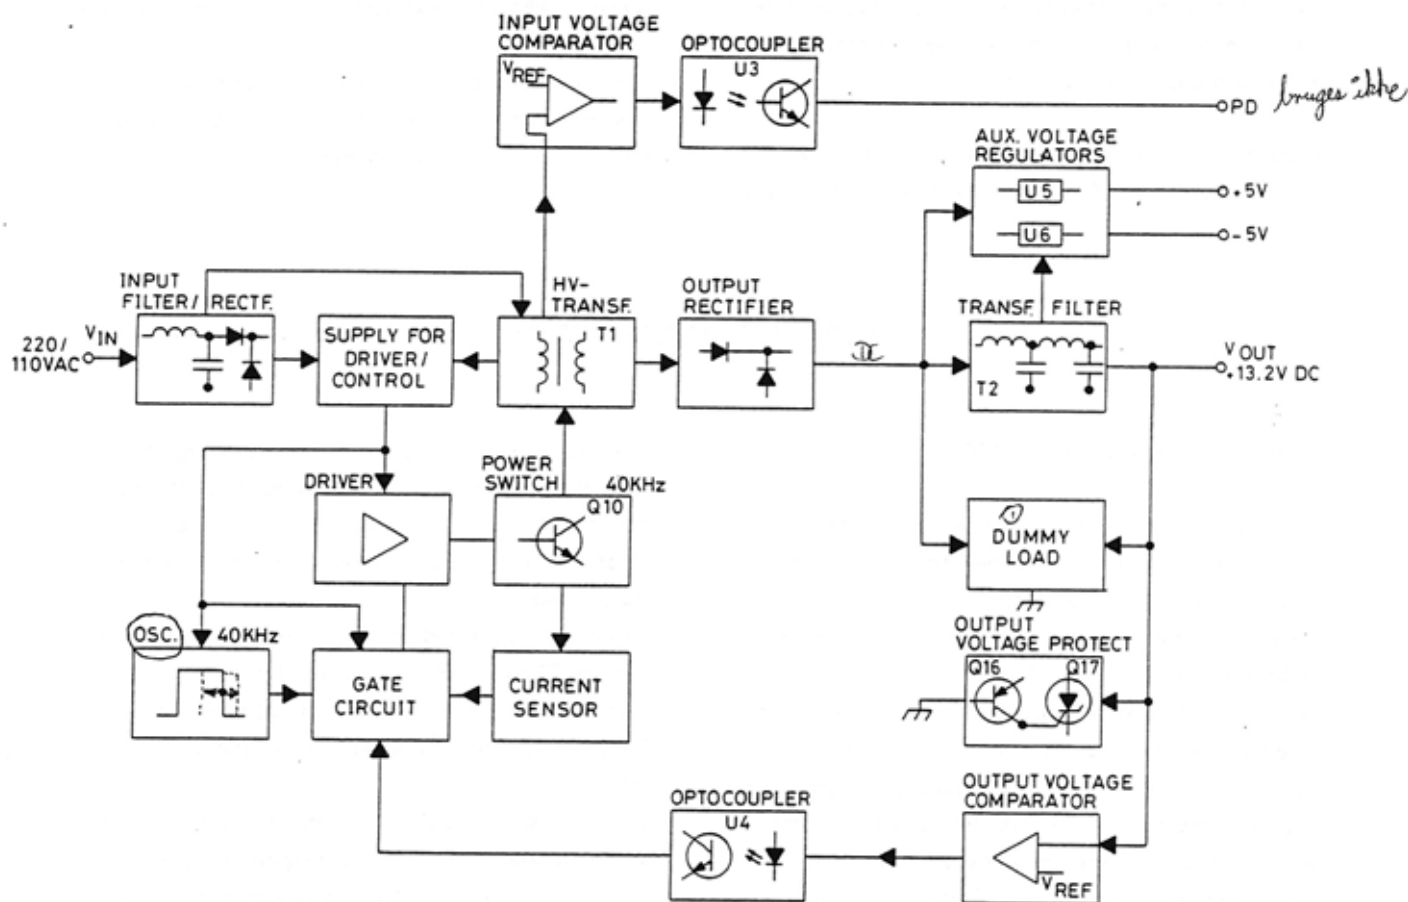 INPUT VOLTAGE
COMPARATOR
VREF
OPTOCOUPLER
U3
PD
bruges ikke
AUX. VOLTAGE
REGULATORS
U5
+5V
U6
-5V
INPUT
FILTER/RECTF.
220/
110VAC
VIN
SUPPLY FOR
DRIVER/
CONTROL
HV-
TRANSF.
T1
OUTPUT
RECTIFIER
DC
TRANSF. FILTER
T2
VOUT
+13.2V DC
DRIVER
POWER
SWITCH
40KHz
Q10
1
DUMMY
LOAD
OSC.
40KHz
GATE
CIRCUIT
CURRENT
SENSOR
OUTPUT
VOLTAGE PROTECT
Q16
Q17
OPTOCOUPLER
U4
OUTPUT VOLTAGE
COMPARATOR
VREF